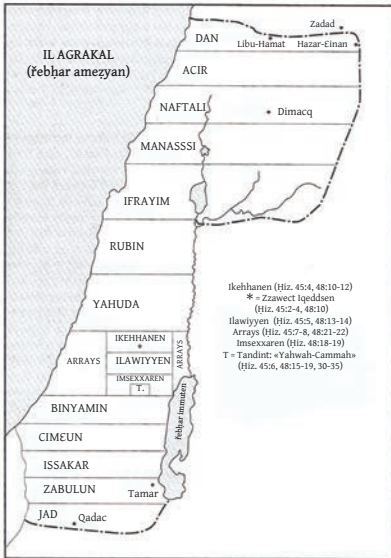 IL AGRAKAL
(řebḥar ameẓyan)
Zadad
DAN
Libu-Hamat
Hazar-Ɛinan
ACIR
NAFTALI
Dimacq
MANASSSI
IFRAYIM
RUBIN
YAHUDA
IKEHHANEN
*
ARRAYS
ILAWIYYEN
ARRAYS
IMSEXXAREN
T.
BINYAMIN
řebḥar immuten
CIMƐUN
ISSAKAR
ZABULUN
Tamar
JAD
Qadac
Ikehhanen (Ḥiz. 45:4, 48:10-12)
* = Zzawect Iqeddsen
(Ḥiz. 45:2-4, 48:10)
Ilawiyyen (Ḥiz. 45:5, 48:13-14)
Arrays (Ḥiz. 45:7-8, 48:21-22)
Imsexxaren (Ḥiz. 48:18-19)
T = Tandint: «Yahwah-Cammah»
(Ḥiz. 45:6, 48:15-19, 30-35)